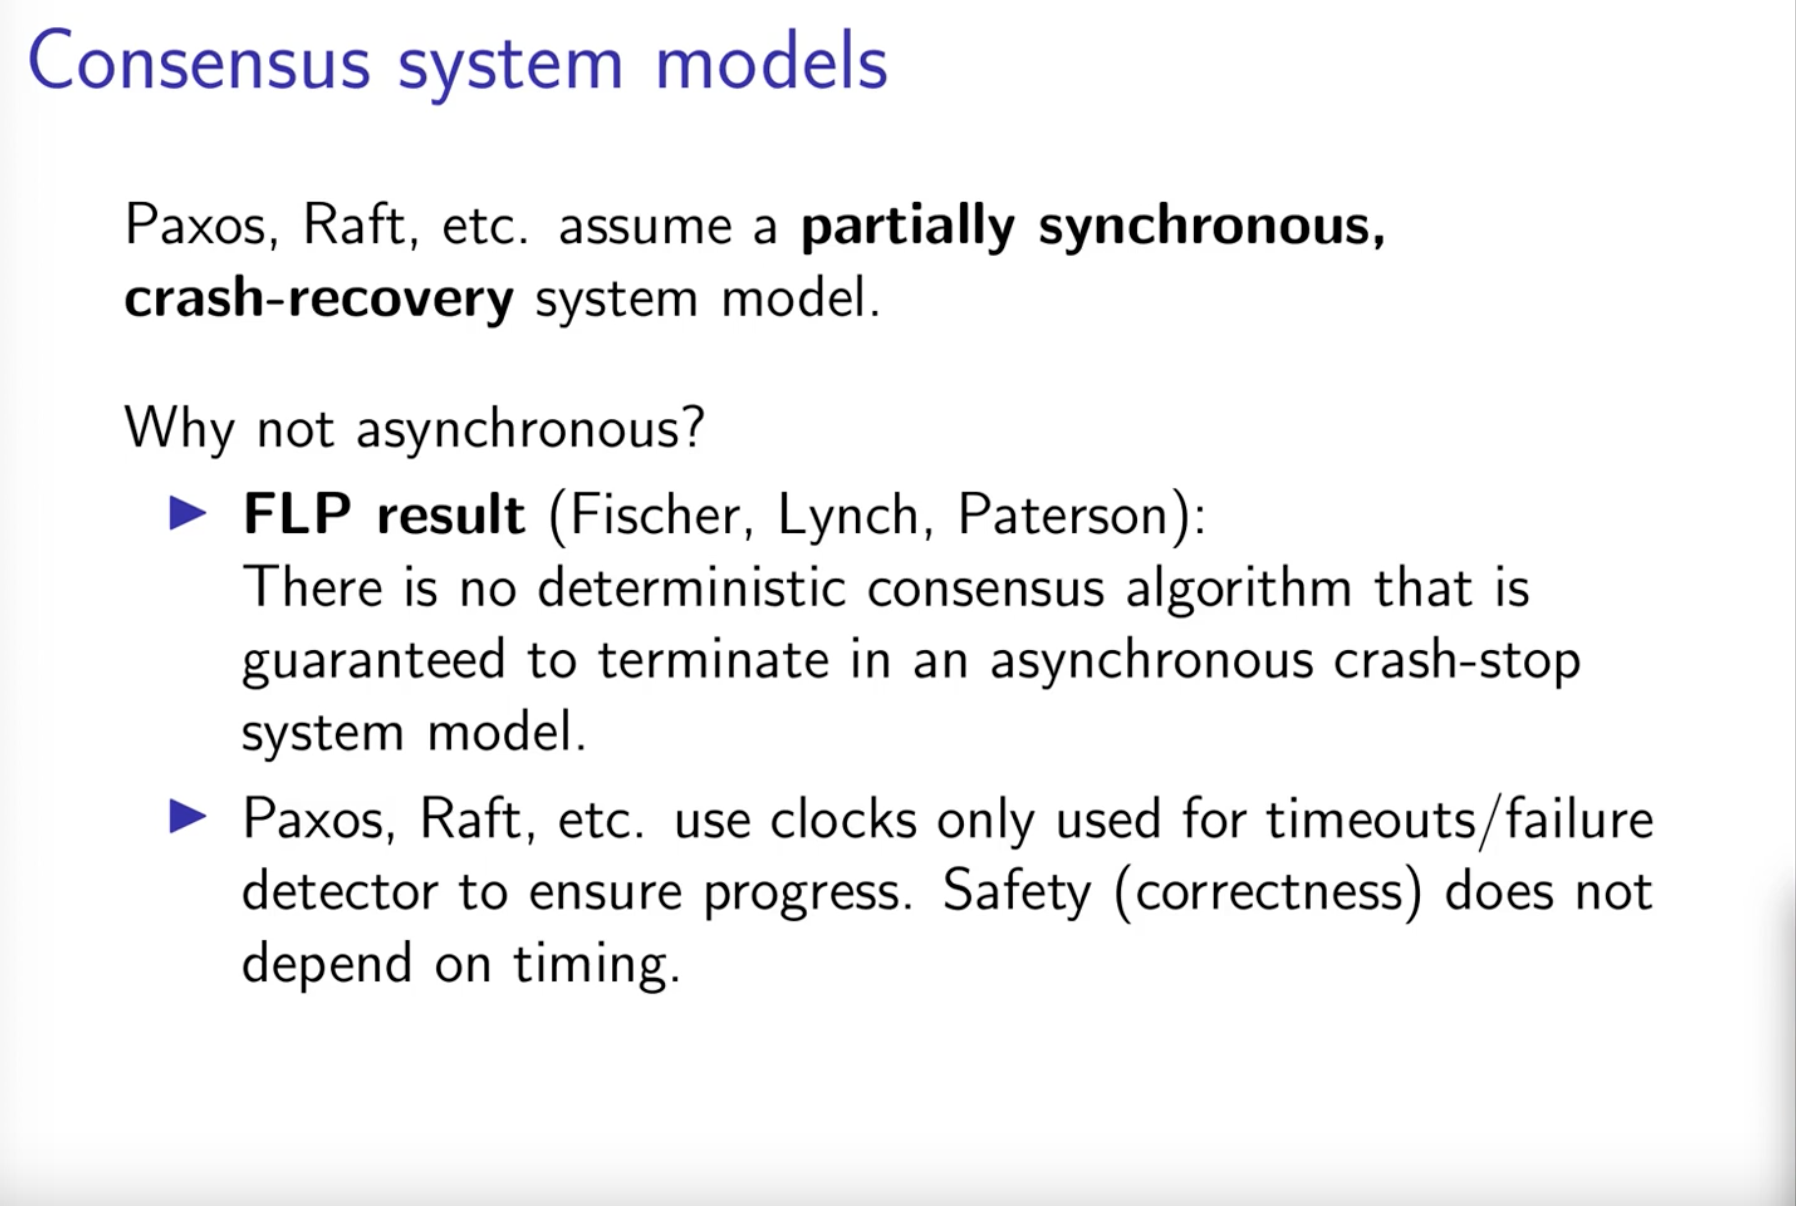 Consensus system models
Paxos, Raft, etc. assume a partially synchronous,
crash-recovery system model.
Why not asynchronous?
▶ FLP result (Fischer, Lynch, Paterson):
There is no deterministic consensus algorithm that is
guaranteed to terminate in an asynchronous crash-stop
system model.
▶ Paxos, Raft, etc. use clocks only used for timeouts/failure
detector to ensure progress. Safety (correctness) does not
depend on timing.